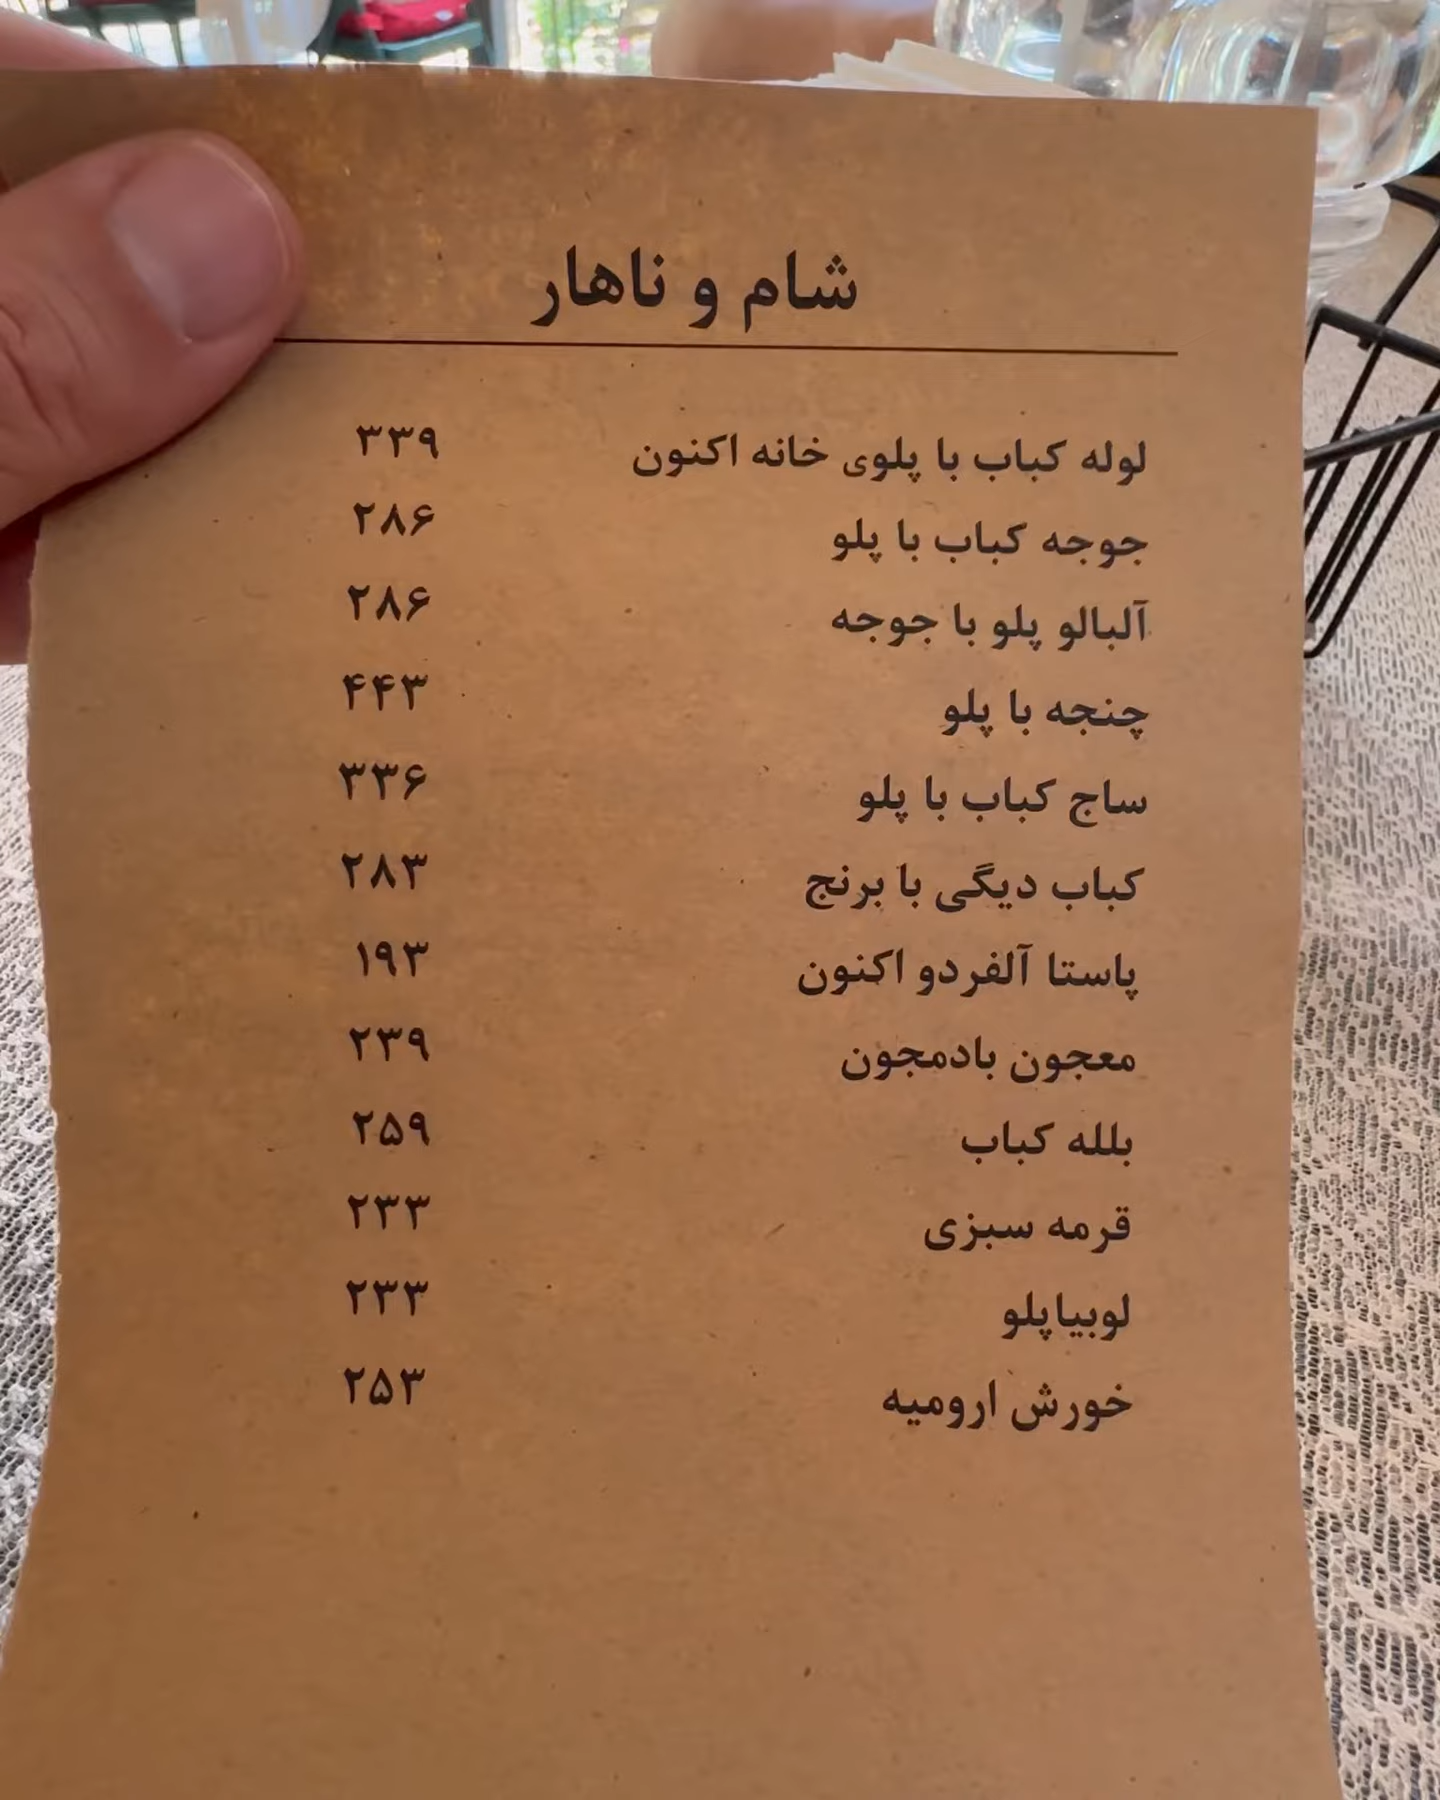 شام و ناهار
لوله کباب با پلوی خانه اکنون ۳۳۹
جوجه کباب با پلو ۲۸۶
آلبالو پلو با جوجه ۲۸۶
چنجه با پلو ۴۴۳
ساج کباب با پلو ۳۳۶
کباب دیگی با برنج ۲۸۳
پاستا آلفردو اکنون ۱۹۳
معجون بادمجون ۲۳۹
بلله کباب ۲۵۹
قرمه سبزی ۲۳۳
لوبیاپلو ۲۳۳
خورش ارومیه ۲۵۳